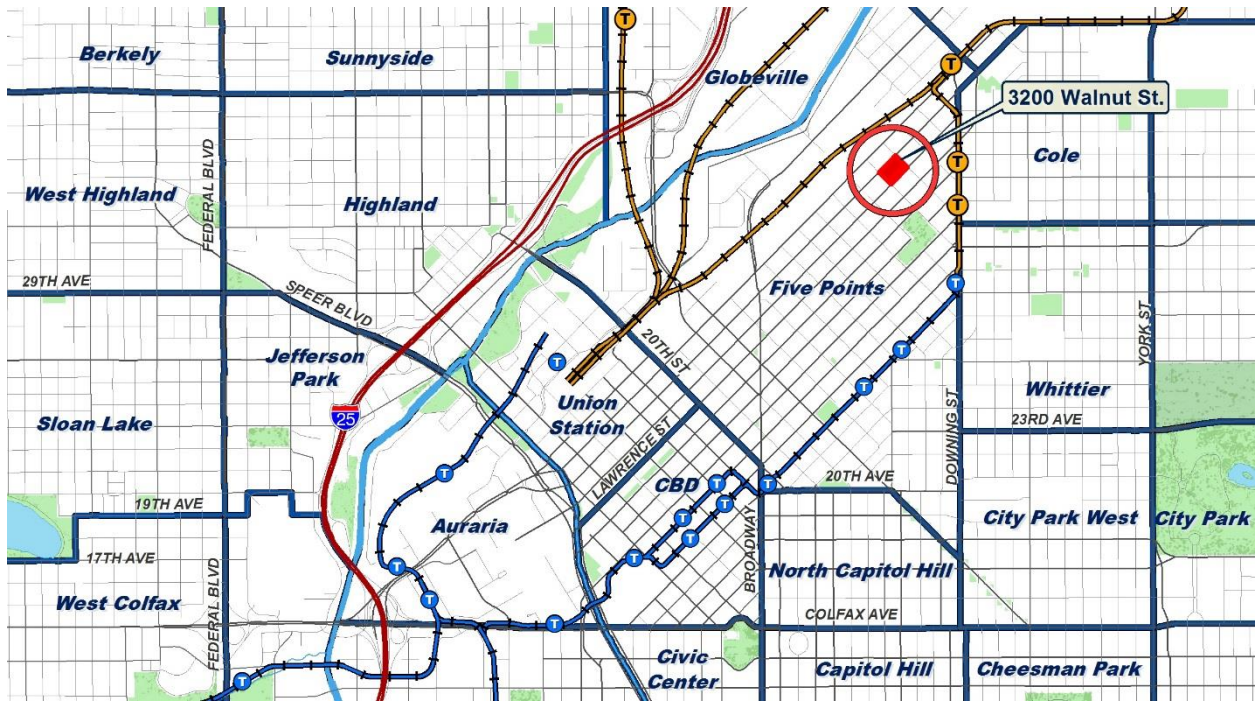 T
Berkely
Sunnyside
Globeville
T
3200 Walnut St.
FEDERAL BLVD
T
Cole
West Highland
Highland
T
29TH AVE
SPEER BLVD
Five Points
T
YORK ST
20TH ST
Jefferson
Park
T
T
T
Whittier
Union
Station
25
Sloan Lake
LAWRENCE ST
DOWNING ST
23RD AVE
T
CBD
T
T
20TH AVE
19TH AVE
T
T
Auraria
T
BROADWAY
City Park West
City Park
17TH AVE
T
T
North Capitol Hill
West Colfax
T
FEDERAL BLVD
T
COLFAX AVE
Civic
Center
Capitol Hill
Cheesman Park
T